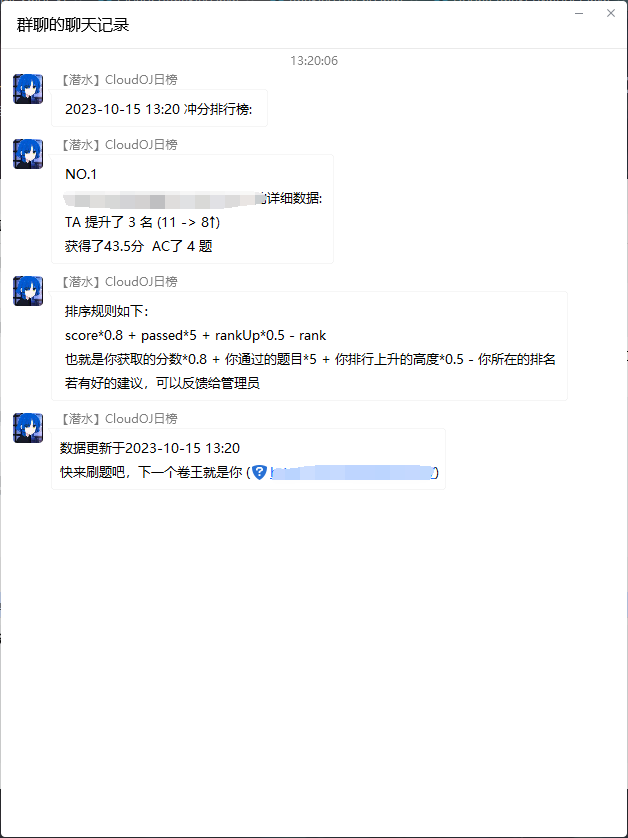 群聊的聊天记录
13:20:06
【潜水】CloudOJ日榜
2023-10-15 13:20 冲分排行榜:
【潜水】CloudOJ日榜
NO.1
详细数据:
TA 提升了 3 名 (11 -> 8↑)
获得了43.5分  AC了 4 题
【潜水】CloudOJ日榜
排序规则如下：
score*0.8 + passed*5 + rankUp*0.5 - rank
也就是你获取的分数*0.8 + 你通过的题目*5 + 你排行上升的高度*0.5 - 你所在的排名
若有好的建议，可以反馈给管理员
【潜水】CloudOJ日榜
数据更新于2023-10-15 13:20
快来刷题吧，下一个卷王就是你 ( )